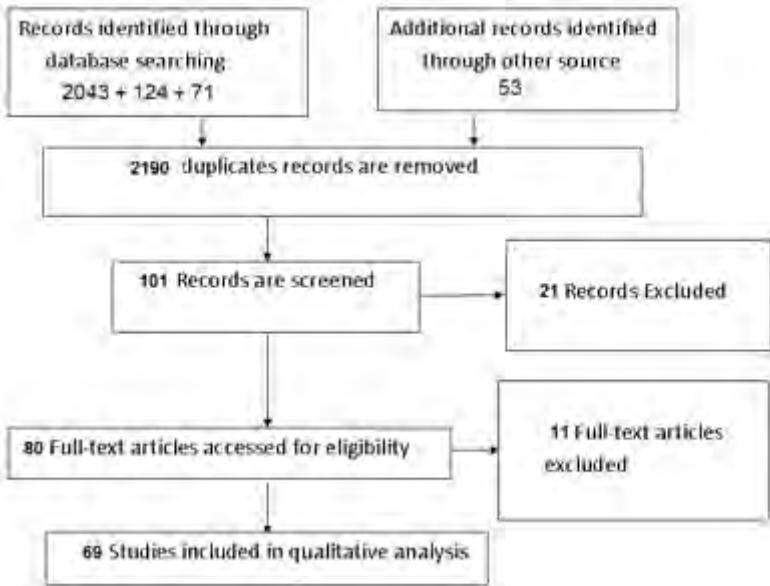 Records identified through
database searching
2043 + 124 + 71
Additional records identified
through other source
53
2190 duplicates records are removed
101 Records are screened
21 Records Excluded
80 Full-text articles accessed for eligibility
11 Full-text articles
excluded
69 Studies included in qualitative analysis